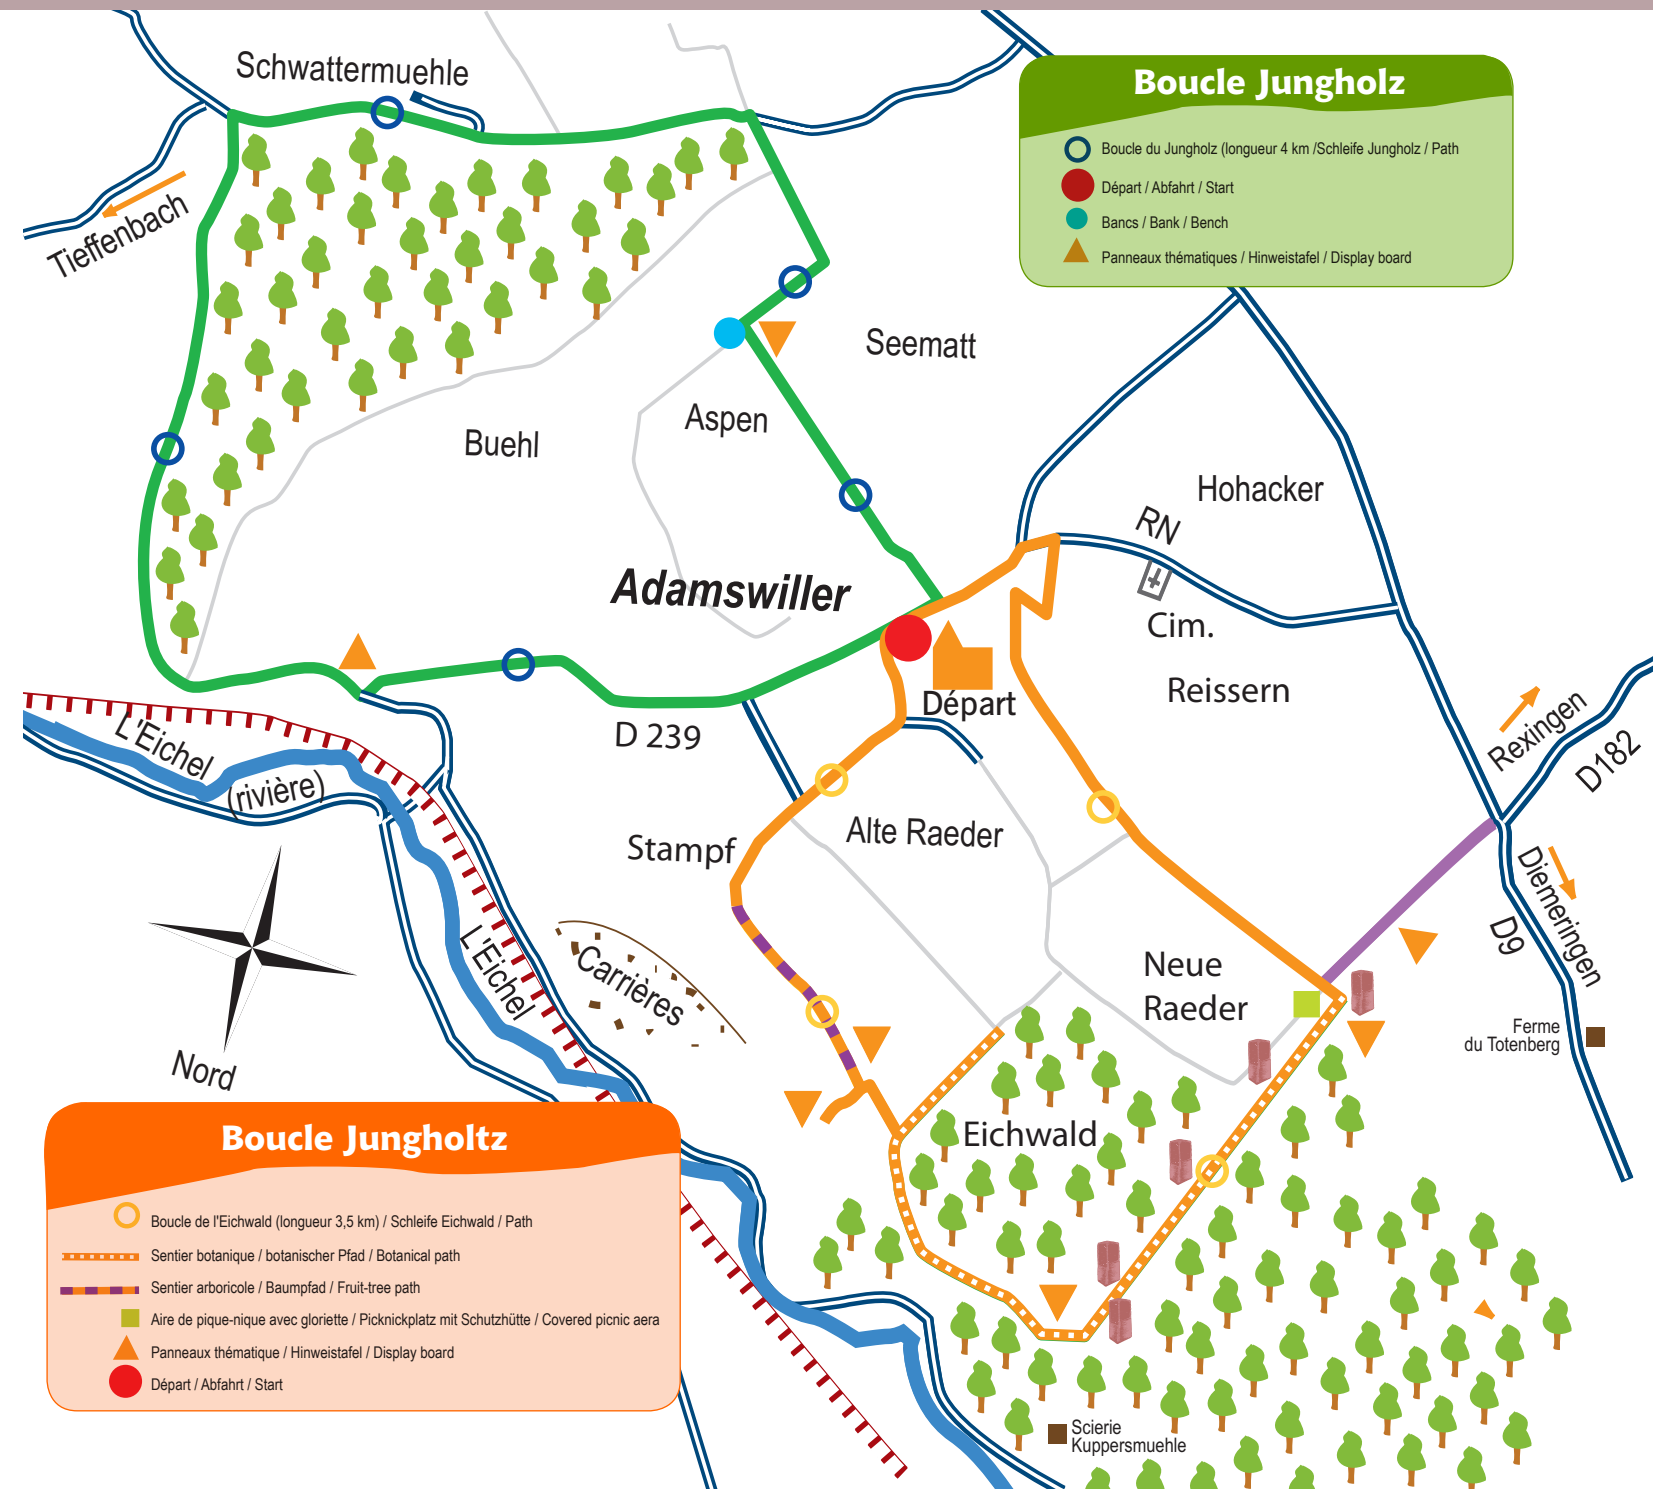 Schwattermuehle
Boucle Jungholz
Boucle du Jungholz (longueur 4 km /Schleife Jungholz / Path
Départ / Abfahrt / Start
Bancs / Bank / Bench
Panneaux thématiques / Hinweistafel / Display board
Tieffenbach
Seematt
Aspen
Buehl
Hohacker
RN
Adamswiller
Cim.
Reissern
Départ
D 239
L'Eichel
(rivière)
Rexingen
D182
Stampf
Alte Raeder
Diemeringen
D9
L'Eichel
Carrières
Neue
Raeder
Ferme
du Totenberg
Nord
Eichwald
Boucle Jungholtz
Boucle de l'Eichwald (longueur 3,5 km) / Schleife Eichwald / Path
Sentier botanique / botanischer Pfad / Botanical path
Sentier arboricole / Baumpfad / Fruit-tree path
Aire de pique-nique avec gloriette / Picknickplatz mit Schutzhütte / Covered picnic aera
Panneaux thématique / Hinweistafel / Display board
Départ / Abfahrt / Start
Scierie
Kuppersmuehle